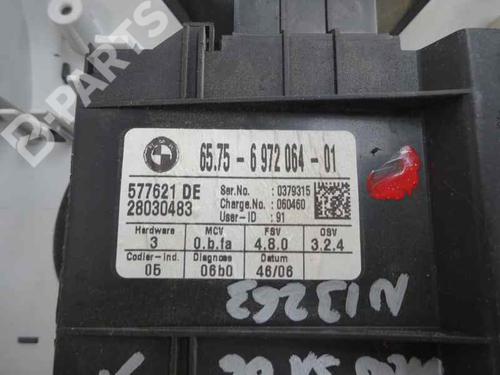 B-PARTS
BMW
65.75 - 6 972 064 - 01
577621 DE
28030483
Ser.No. : 0379315
Charge.No. : 060460
User-ID : 91
Hardware MCV FSV OSV
3 0.b.fa 4.8.0 3.2.4
Codier-ind. Diagnose Datum
05 06b0 46/06
N13263